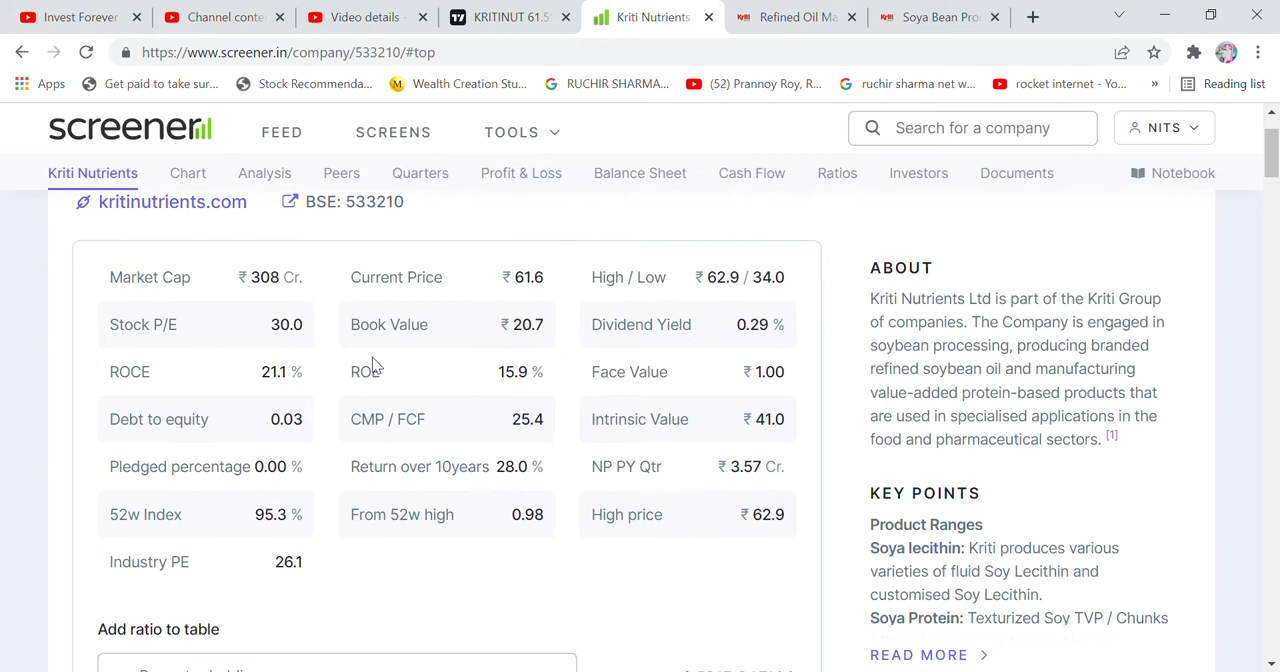 Invest Forever
Channel conte
Video details -
KRITINUT 61.5
Kriti Nutrients
Refined Oil Ma
Soya Bean Pro
https://www.screener.in/company/533210/#top
Apps
Get paid to take sur...
Stock Recommenda...
Wealth Creation Stu...
RUCHIR SHARMA...
(52) Prannoy Roy, R...
ruchir sharma net w...
rocket internet - Yo...
»
Reading list
screener
FEED
SCREENS
TOOLS
Search for a company
NITS
Kriti Nutrients
Chart
Analysis
Peers
Quarters
Profit & Loss
Balance Sheet
Cash Flow
Ratios
Investors
Documents
Notebook
kritinutrients.com
BSE: 533210
Market Cap ₹ 308 Cr.
Current Price ₹ 61.6
High / Low ₹ 62.9 / 34.0
Stock P/E 30.0
Book Value ₹ 20.7
Dividend Yield 0.29 %
ROCE 21.1 %
ROE 15.9 %
Face Value ₹ 1.00
Debt to equity 0.03
CMP / FCF 25.4
Intrinsic Value ₹ 41.0
Pledged percentage 0.00 %
Return over 10years 28.0 %
NP PY Qtr ₹ 3.57 Cr.
52w Index 95.3 %
From 52w high 0.98
High price ₹ 62.9
Industry PE 26.1
Add ratio to table
ABOUT
Kriti Nutrients Ltd is part of the Kriti Group
of companies. The Company is engaged in
soybean processing, producing branded
refined soybean oil and manufacturing
value-added protein-based products that
are used in specialised applications in the
food and pharmaceutical sectors. [1]
KEY POINTS
Product Ranges
Soya lecithin: Kriti produces various
varieties of fluid Soy Lecithin and
customised Soy Lecithin.
Soya Protein: Texturized Soy TVP / Chunks
READ MORE